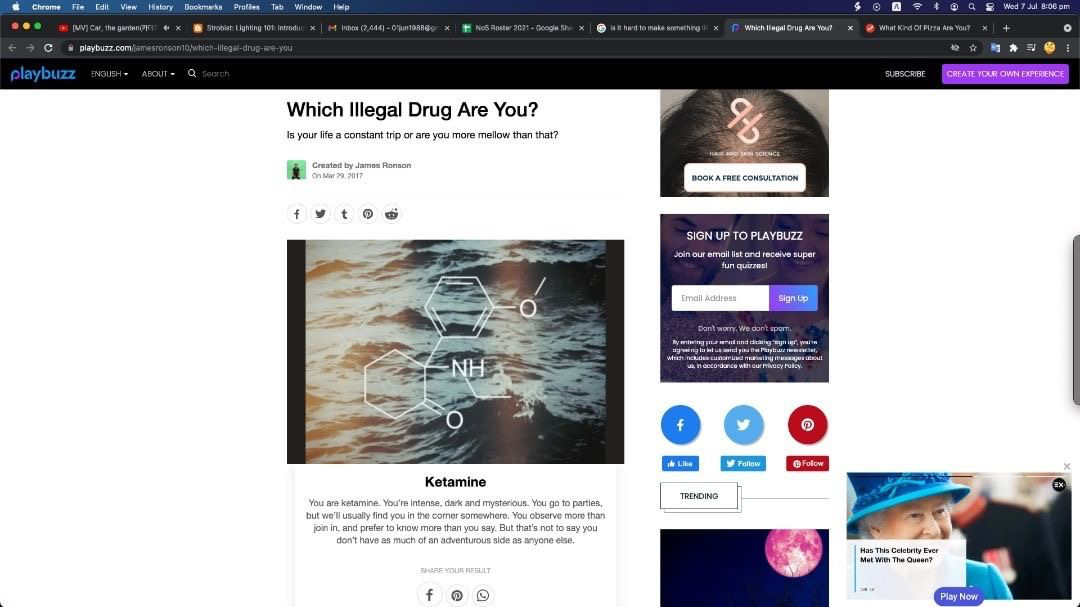 Chrome File Edit View History Bookmarks Profiles Tab Window Help
A
Wed 7 Jul 8:06 pm
[MV] Car, the garden
Strobist: Lighting 101: Introduc
Inbox (2,444) - 01jun1988@gm
No5 Roster 2021 - Google She
is it hard to make something
Which Illegal Drug Are You?
What Kind Of Pizza Are You?
playbuzz.com/jamesronson10/which-illegal-drug-are-you
playbuzz
ENGLISH
ABOUT
Search
SUBSCRIBE
CREATE YOUR OWN EXPERIENCE
Which Illegal Drug Are You?
Is your life a constant trip or are you more mellow than that?
Created by James Ronson
On Mar 29, 2017
O
NH
O
Ketamine
You are ketamine. You're intense, dark and mysterious. You go to parties,
but we'll usually find you in the corner somewhere. You observe more than
join in, and prefer to know more than you say. But that's not to say you
don't have as much of an adventurous side as anyone else.
SHARE YOUR RESULT
HAIR AND SKIN SCIENCE
BOOK A FREE CONSULTATION
SIGN UP TO PLAYBUZZ
Join our email list and receive super
fun quizzes!
Email Address
Sign Up
Don't worry. We don't spam.
By entering your email and clicking "sign up", you're
agreeing to let us send you the Playbuzz newsletter,
which includes customized marketing messages about
us, in accordance with our Privacy Policy.
Like
Follow
Follow
TRENDING
Has This Celebrity Ever
Met With The Queen?
Play Now